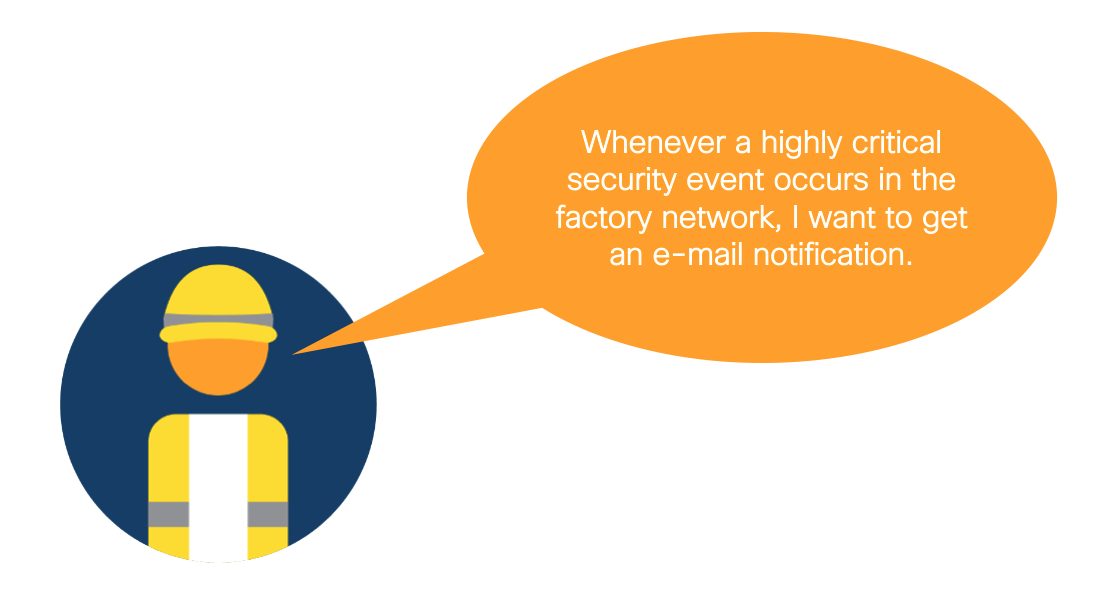 Whenever a highly critical
security event occurs in the
factory network, I want to get
an e-mail notification.